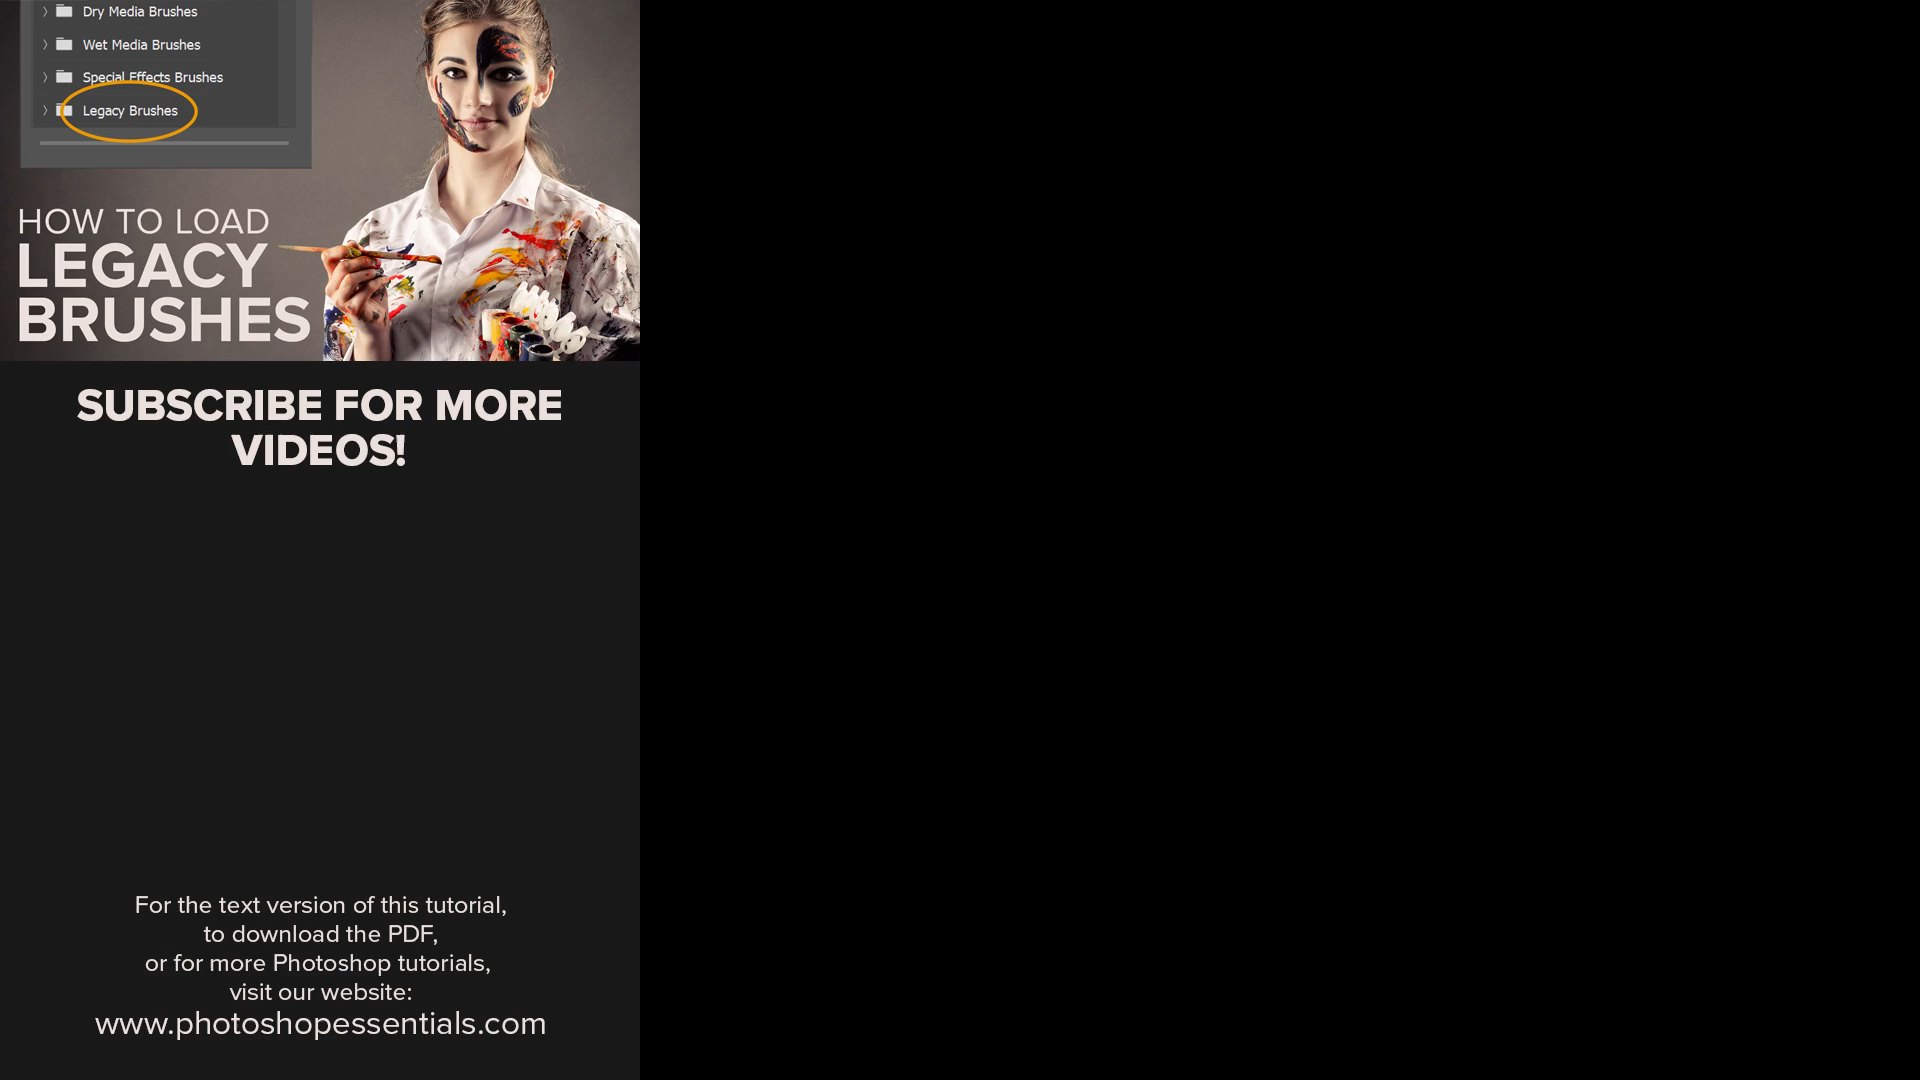 Dry Media Brushes
Wet Media Brushes
Special Effects Brushes
Legacy Brushes
HOW TO LOAD
LEGACY
BRUSHES
SUBSCRIBE FOR MORE
VIDEOS!
For the text version of this tutorial,
to download the PDF,
or for more Photoshop tutorials,
visit our website:
www.photoshopessentials.com